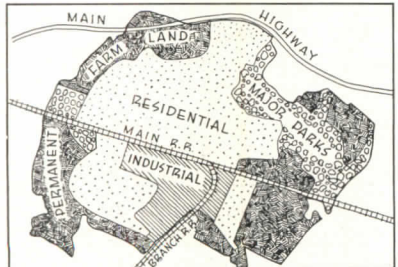 MAIN HIGHWAY
PERMANENT FARM LAND
RESIDENTIAL
MAJOR PARKS
MAIN R.R.
INDUSTRIAL
BRANCH R.R.